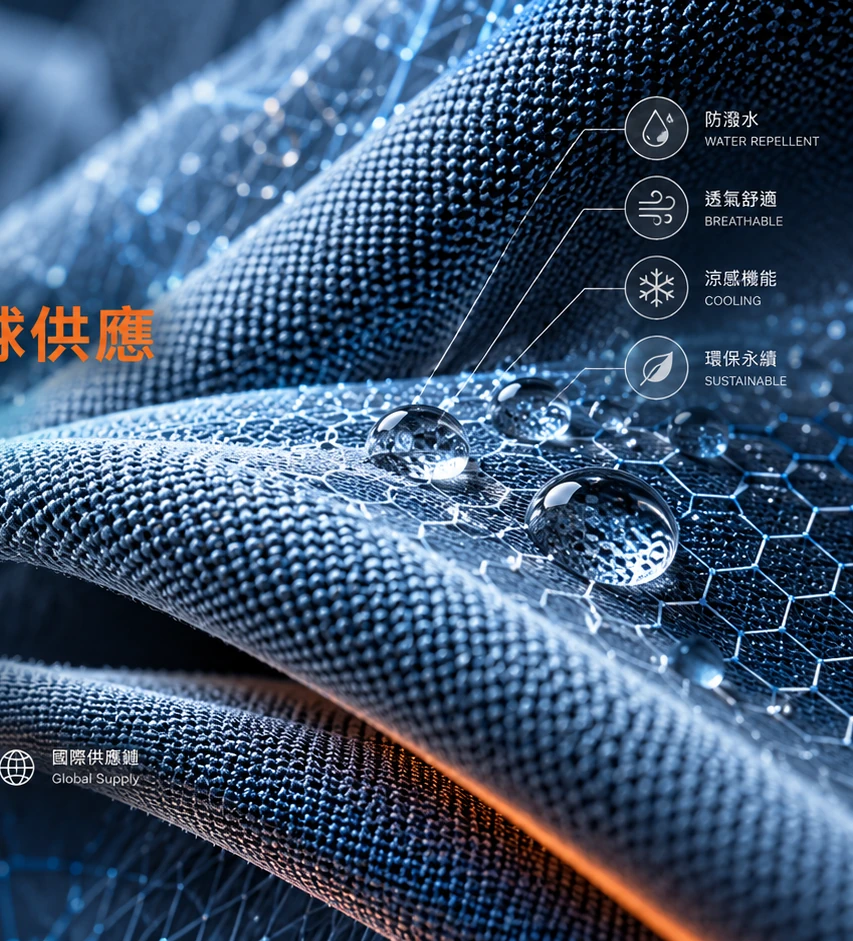 防潑水
WATER REPELLENT
透氣舒適
BREATHABLE
涼感機能
COOLING
環保永續
SUSTAINABLE
球供應
國際供應鏈
Global Supply